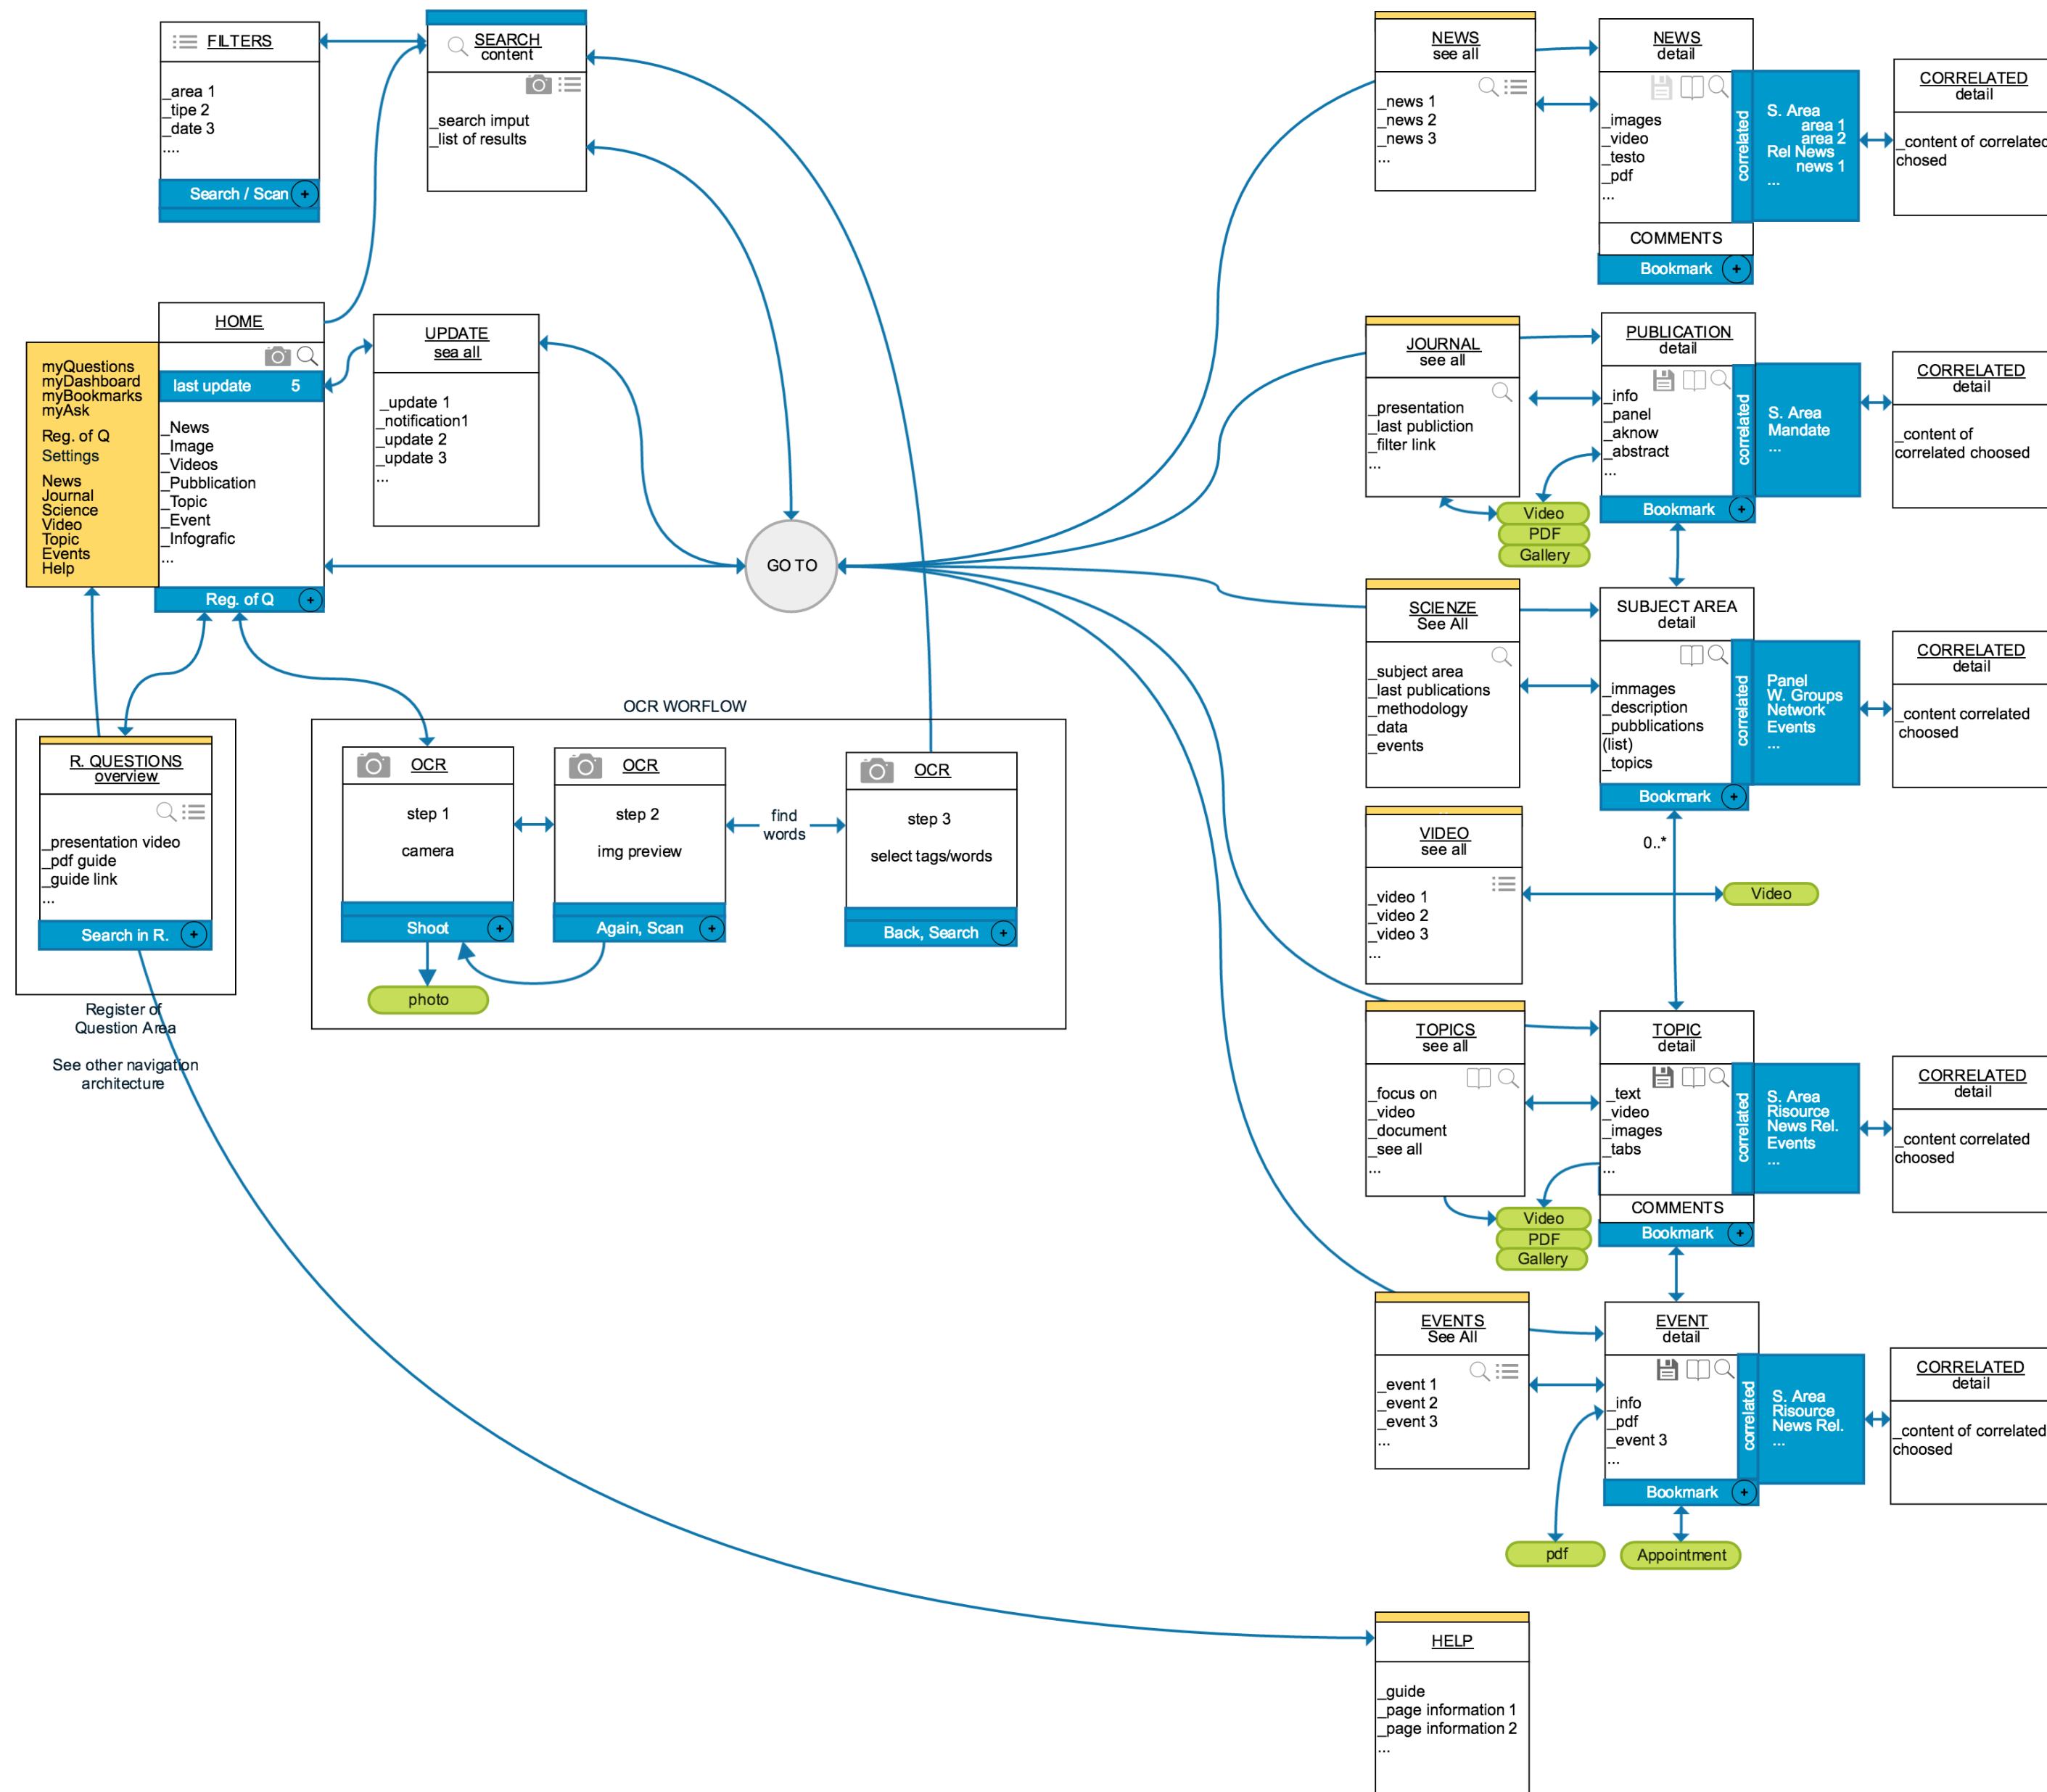 FILTERS
_area 1
_tipe 2
_date 3
....
Search / Scan +
SEARCH
content
_search imput
_list of results
HOME
last update 5
_News
_Image
_Videos
_Pubblication
_Topic
_Event
_Infografic
...
Reg. of Q +
myQuestions
myDashboard
myBookmarks
myAsk
Reg. of Q
Settings
News
Journal
Science
Video
Topic
Events
Help
UPDATE
sea all
_update 1
_notification1
_update 2
_update 3
...
GO TO
R. QUESTIONS
overview
_presentation video
_pdf guide
_guide link
...
Search in R. +
Register of
Question Area
See other navigation
architecture
OCR WORFLOW
OCR
step 1
camera
Shoot +
photo
OCR
step 2
img preview
Again, Scan +
find
words
OCR
step 3
select tags/words
Back, Search +
NEWS
see all
_news 1
_news 2
_news 3
...
NEWS
detail
_images
_video
_testo
_pdf
...
COMMENTS
Bookmark +
correlated
S. Area
area 1
area 2
Rel News
news 1
...
CORRELATED
detail
_content of correlated
chosed
JOURNAL
see all
_presentation
_last publiction
_filter link
...
Video
PDF
Gallery
PUBLICATION
detail
_info
_panel
_aknow
_abstract
...
Bookmark +
correlated
S. Area
Mandate
...
CORRELATED
detail
_content of
correlated choosed
SCIENZE
See All
_subject area
_last publications
_methodology
_data
_events
SUBJECT AREA
detail
_immages
_description
_pubblications
(list)
_topics
Bookmark +
correlated
Panel
W. Groups
Network
Events
...
CORRELATED
detail
_content correlated
choosed
0..*
VIDEO
see all
_video 1
_video 2
_video 3
...
Video
TOPICS
see all
_focus on
_video
_document
_see all
...
Video
PDF
Gallery
TOPIC
detail
_text
_video
_images
_tabs
...
COMMENTS
Bookmark +
correlated
S. Area
Risource
News Rel.
Events
...
CORRELATED
detail
_content correlated
choosed
EVENTS
See All
_event 1
_event 2
_event 3
...
EVENT
detail
_info
_pdf
_event 3
...
Bookmark +
correlated
S. Area
Risource
News Rel.
...
CORRELATED
detail
_content of correlated
choosed
pdf
Appointment
HELP
_guide
_page information 1
_page information 2
...